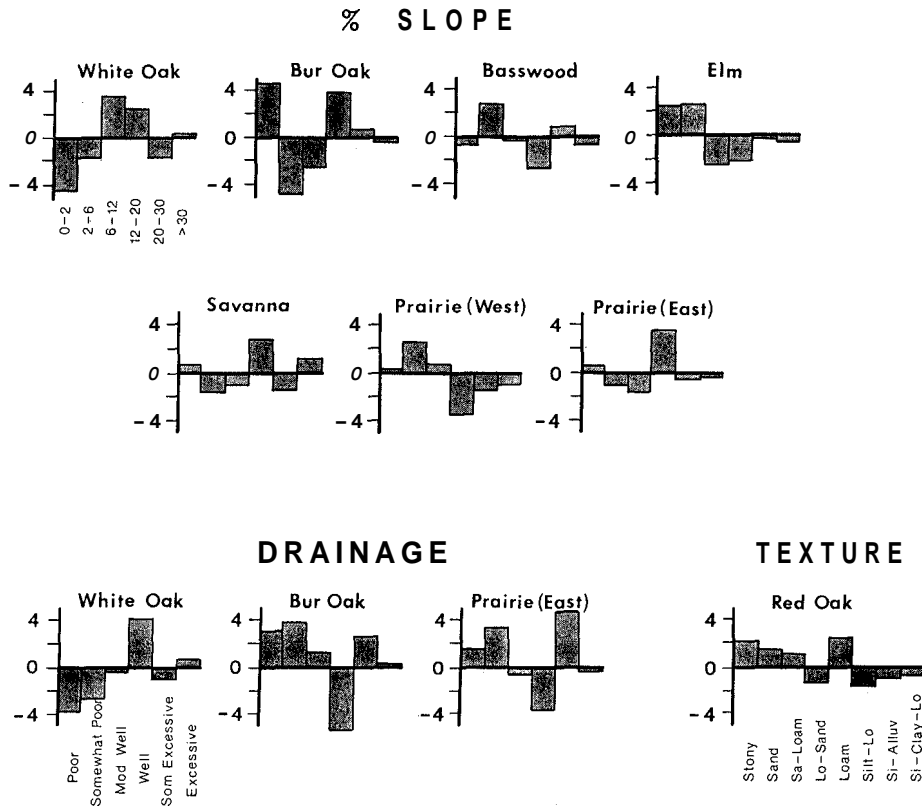 % SLOPE
White Oak
Bur Oak
Basswood
Elm
4
0
-4
4
0
-4
4
0
-4
4
0
-4
0-2
2-6
6-12
12-20
20-30
>30
Savanna
Prairie (West)
Prairie (East)
4
0
-4
4
0
-4
4
0
-4
DRAINAGE
TEXTURE
White Oak
Bur Oak
Prairie (East)
Red Oak
4
0
-4
4
0
-4
4
0
-4
4
0
-4
Poor
Somewhat Poor
Mod Well
Well
Som Excessive
Excessive
Stony
Sand
Sa-Loam
Lo-Sand
Loam
Silt-Lo
Si-Alluv
Si-Clay-Lo